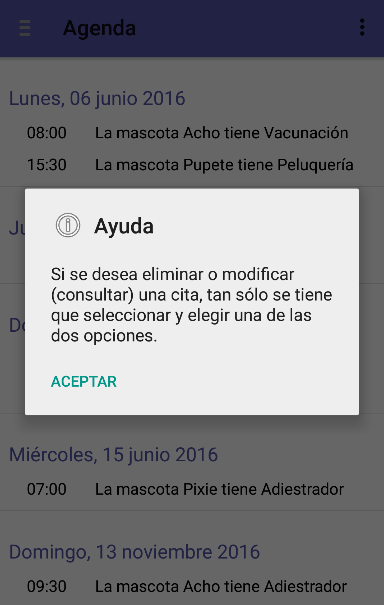 Agenda
Lunes, 06 junio 2016
08:00 La mascota Acho tiene Vacunación
15:30 La mascota Pupete tiene Peluquería
Ayuda
Si se desea eliminar o modificar
(consultar) una cita, tan sólo se tiene
que seleccionar y elegir una de las
dos opciones.
ACEPTAR
Miércoles, 15 junio 2016
07:00 La mascota Pixie tiene Adiestrador
Domingo, 13 noviembre 2016
09:30 La mascota Acho tiene Adiestrador